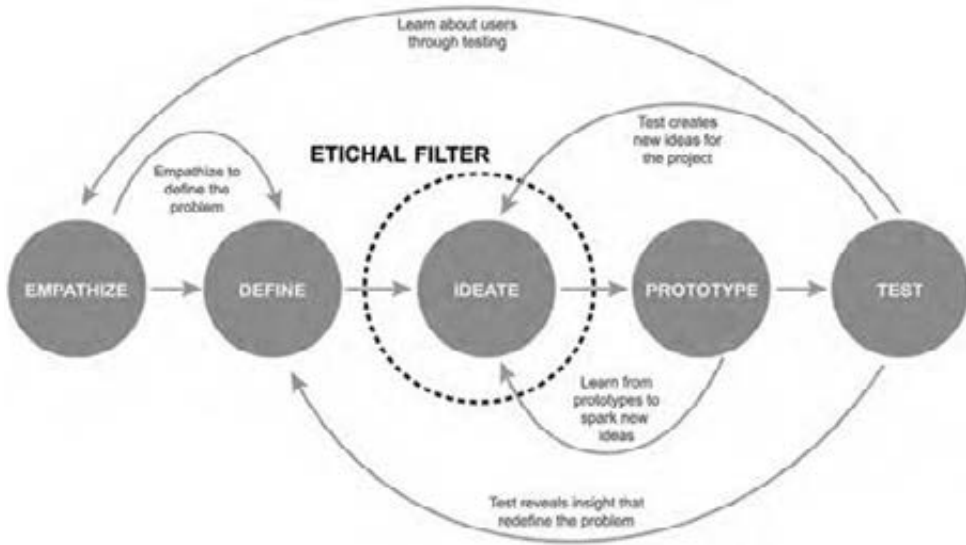 Learn about users
through testing
Test creates
new ideas for
the project
ETICHAL FILTER
Empathize to
define the
problem
EMPATHIZE
DEFINE
IDEATE
PROTOTYPE
TEST
Learn from
prototypes to
spark new
ideas
Test reveals insight that
redefine the problem